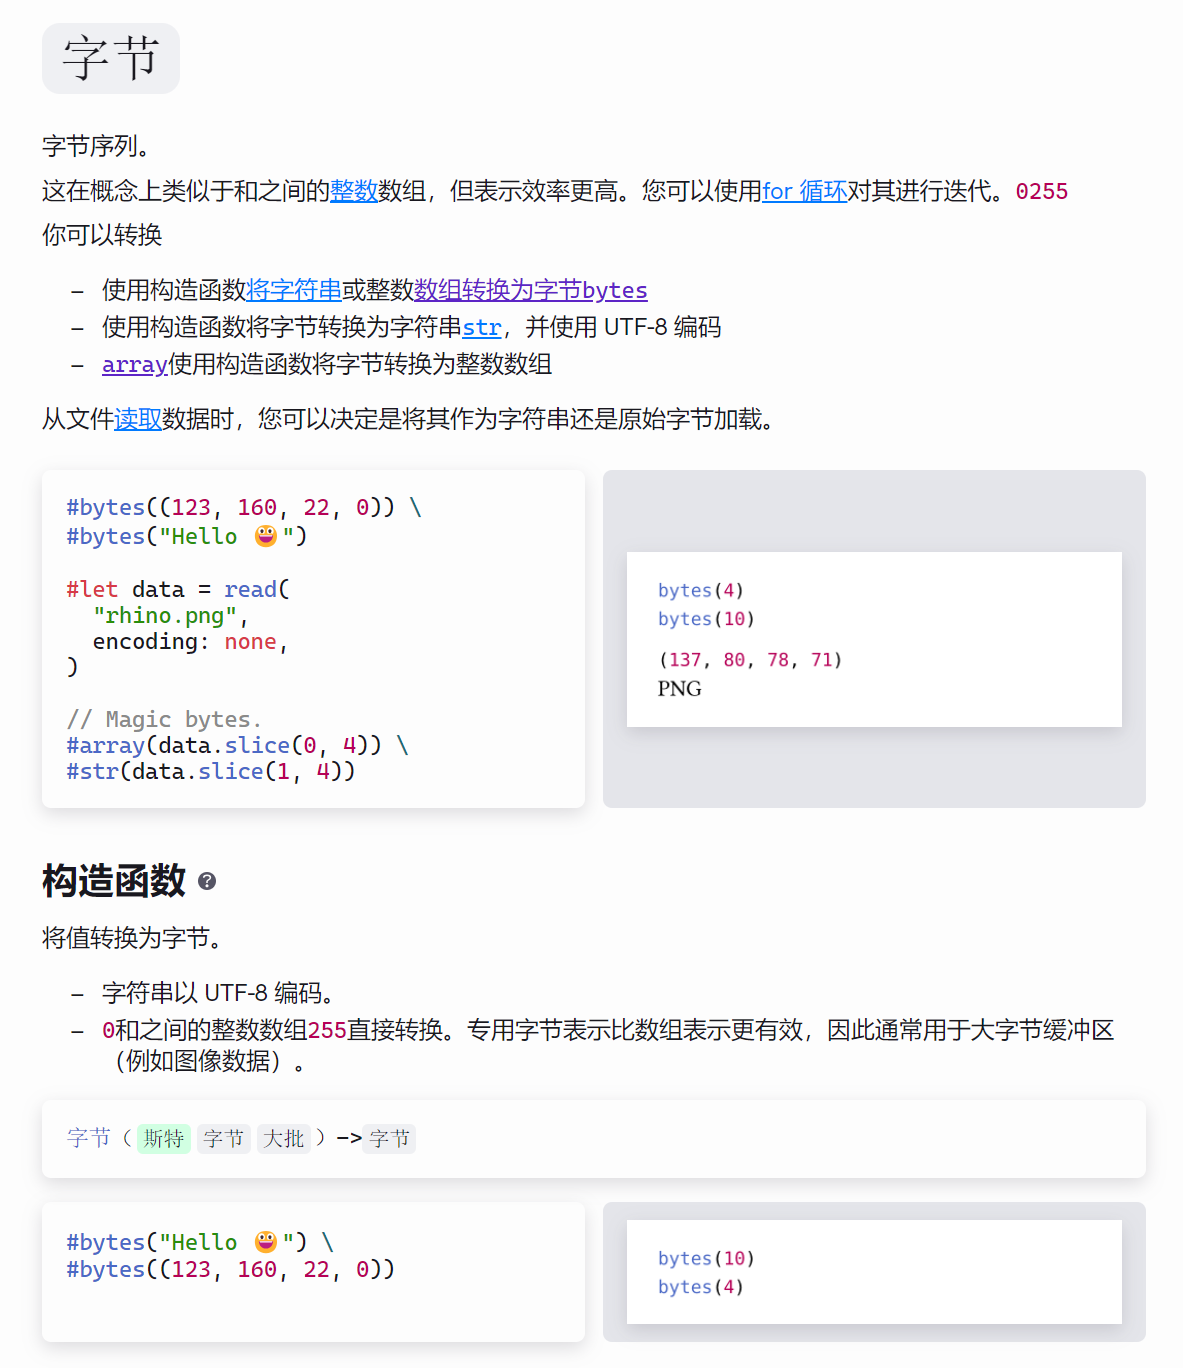 字节
字节序列。
这在概念上类似于和之间的整数数组，但表示效率更高。您可以使用for 循环对其进行迭代。0255
你可以转换
– 使用构造函数将字符串或整数数组转换为字节bytes
– 使用构造函数将字节转换为字符串str，并使用 UTF-8 编码
– array使用构造函数将字节转换为整数数组
从文件读取数据时，您可以决定是将其作为字符串还是原始字节加载。
#bytes((123, 160, 22, 0)) \
#bytes("Hello 😃")
#let data = read(
  "rhino.png",
  encoding: none,
)
// Magic bytes.
#array(data.slice(0, 4)) \
#str(data.slice(1, 4))
bytes(4)
bytes(10)
(137, 80, 78, 71)
PNG
构造函数 ?
将值转换为字节。
– 字符串以 UTF-8 编码。
– 0和之间的整数数组255直接转换。专用字节表示比数组表示更有效，因此通常用于大字节缓冲区
（例如图像数据）。
字节（ 斯特 字节 大批 ）->字节
#bytes("Hello 😃") \
#bytes((123, 160, 22, 0))
bytes(10)
bytes(4)